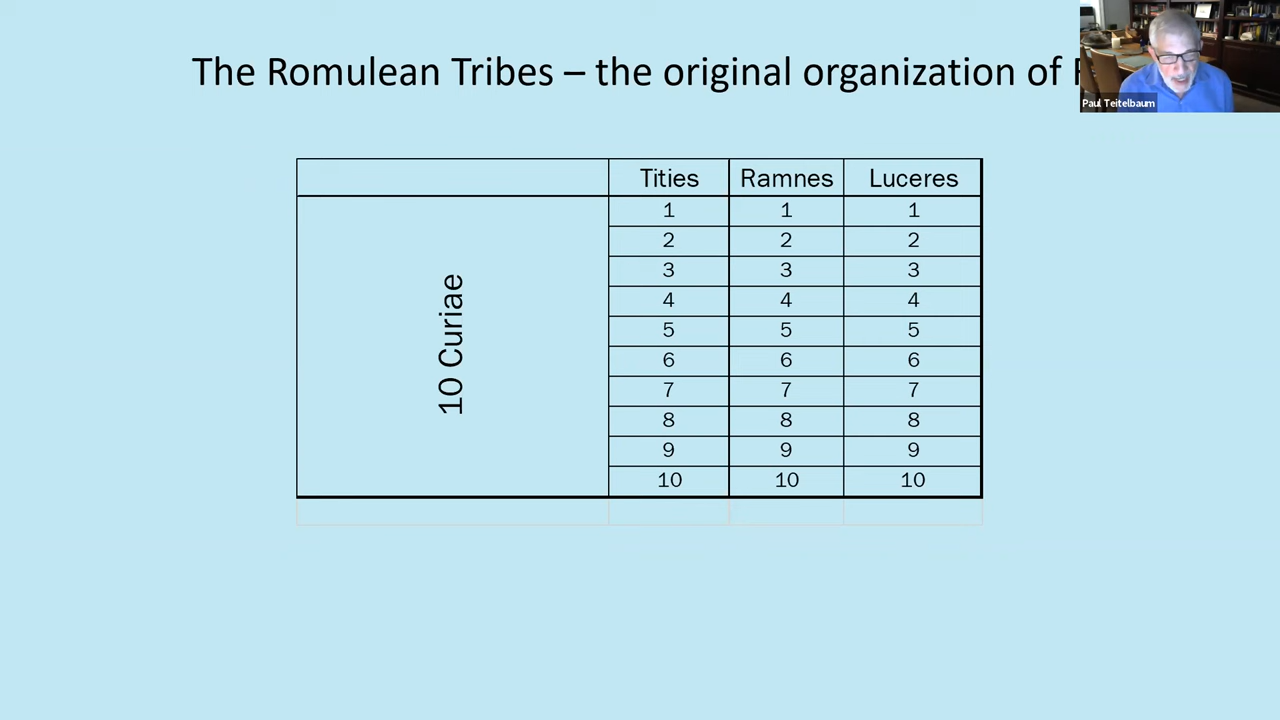 The Romulean Tribes – the original organization of
Paul Teitelbaum
Tities Ramnes Luceres
10 Curiae
1 1 1
2 2 2
3 3 3
4 4 4
5 5 5
6 6 6
7 7 7
8 8 8
9 9 9
10 10 10